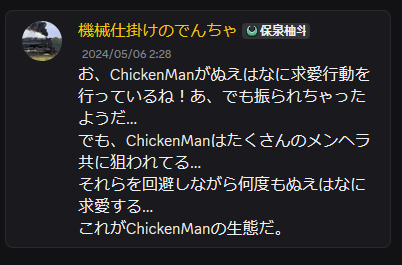 機械仕掛けのでんちゃ 保泉柚斗
2024/05/06 2:28
お、ChickenManがぬえはなに求愛行動を
行っているね！あ、でも振られちゃった
ようだ...
でも、ChickenManはたくさんのメンヘラ
共に狙われてる...
それらを回避しながら何度もぬえはなに
求愛する...
これがChickenManの生態だ。